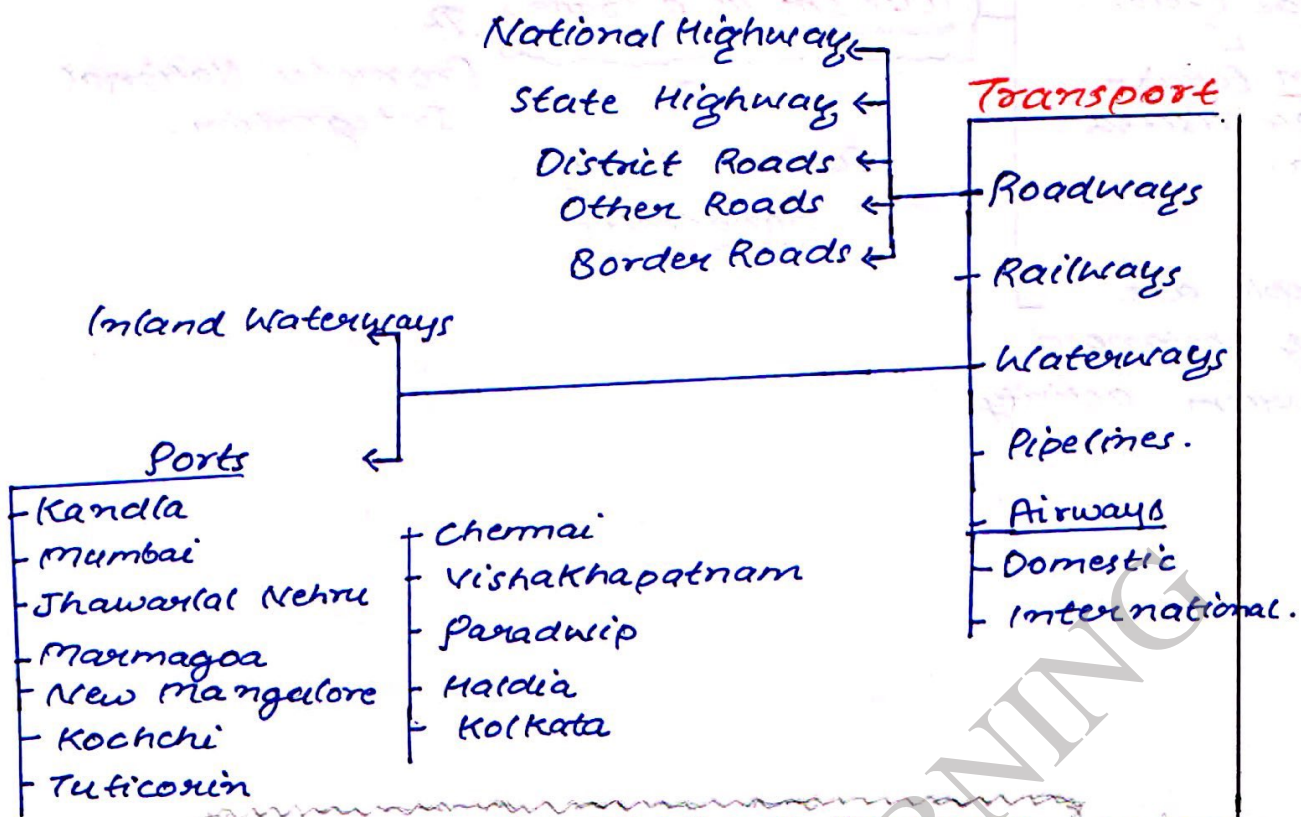 Transport
Roadways
National Highway
State Highway
District Roads
Other Roads
Border Roads
Railways
Waterways
Inland Waterways
Ports
Kandla
Mumbai
Jhawarlal Nehru
Marmagoa
New Mangalore
Kochchi
Tuticorin
Chennai
Vishakhapatnam
Paradwip
Haldia
Kolkata
Pipelines.
Airways
Domestic
International.